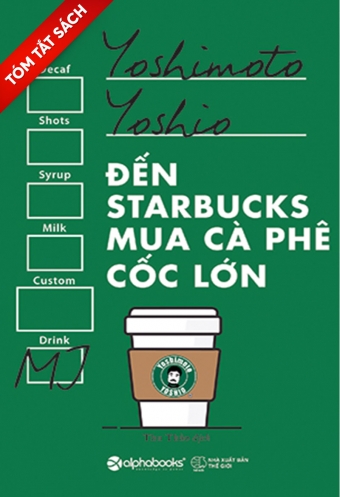 TÓM TẮT SÁCH
Yoshimoto
Yoshio
Decaf
Shots
Syrup
Milk
Custom
Drink
MJ
ĐẾN
STARBUCKS
MUA CÀ PHÊ
CỐC LỚN
Yoshimoto
YOSHIO
alphabooks
NHÀ XUẤT BẢN
THẾ GIỚI